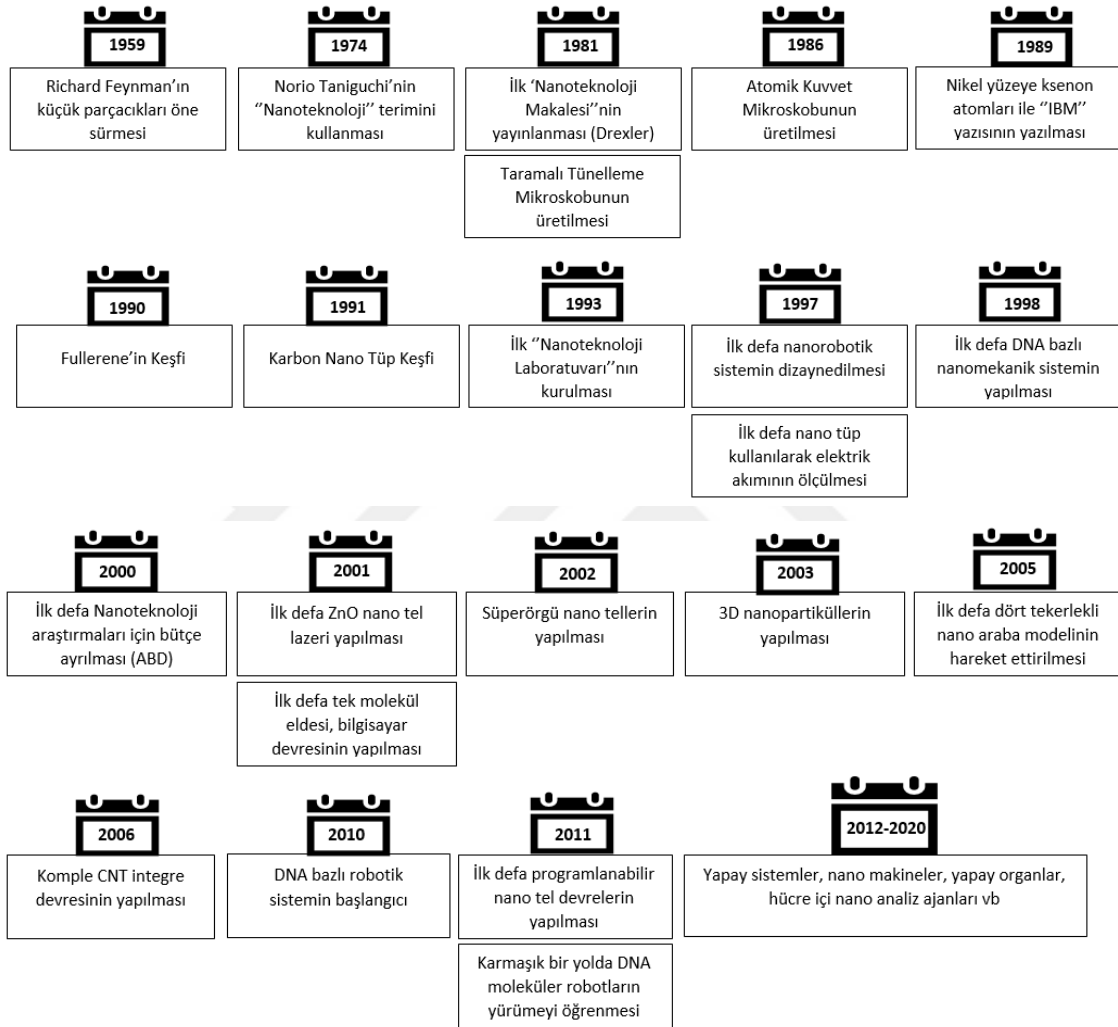 1959
Richard Feynman’ın
küçük parçacıkları öne
sürmesi
1974
Norio Taniguchi’nin
‘’Nanoteknoloji’’ terimini
kullanması
1981
İlk ‘Nanoteknoloji
Makalesi’’nin
yayınlanması (Drexler)
Taramalı Tünelleme
Mikroskobunun
üretilmesi
1986
Atomik Kuvvet
Mikroskobunun
üretilmesi
1989
Nikel yüzeye ksenon
atomları ile ‘’IBM’’
yazısının yazılması
1990
Fullerene’in Keşfi
1991
Karbon Nano Tüp Keşfi
1993
İlk ‘’Nanoteknoloji
Laboratuvarı’’nın
kurulması
1997
İlk defa nanorobotik
sistemin dizaynedilmesi
İlk defa nano tüp
kullanılarak elektrik
akımının ölçülmesi
1998
İlk defa DNA bazlı
nanomekanik sistemin
yapılması
2000
İlk defa Nanoteknoloji
araştırmaları için bütçe
ayrılması (ABD)
2001
İlk defa ZnO nano tel
lazeri yapılması
İlk defa tek molekül
eldesi, bilgisayar
devresinin yapılması
2002
Süperörgü nano tellerin
yapılması
2003
3D nanopartiküllerin
yapılması
2005
İlk defa dört tekerlekli
nano araba modelinin
hareket ettirilmesi
2006
Komple CNT integre
devresinin yapılması
2010
DNA bazlı robotik
sistemin başlangıcı
2011
İlk defa programlanabilir
nano tel devrelerin
yapılması
Karmaşık bir yolda DNA
moleküler robotların
yürümeyi öğrenmesi
2012-2020
Yapay sistemler, nano makineler, yapay organlar,
hücre içi nano analiz ajanları vb